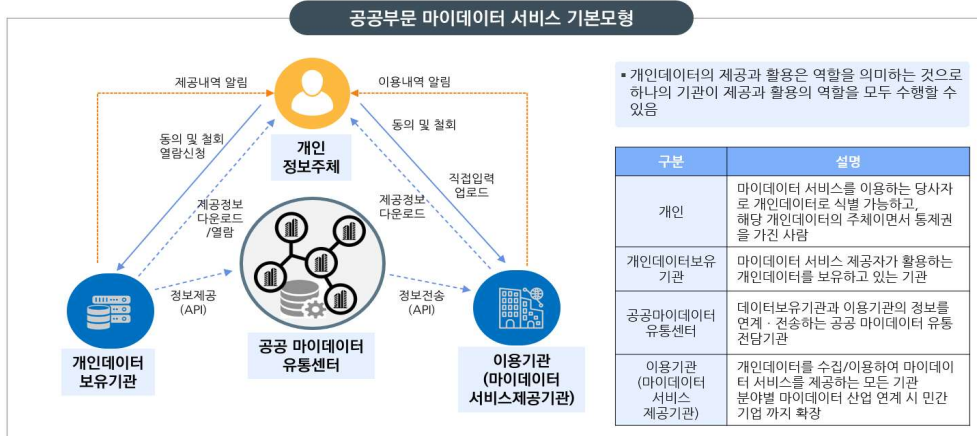 공공부문 마이데이터 서비스 기본모형
제공내역 알림
이용내역 알림
동의 및 철회
열람신청
동의 및 철회
개인
정보주체
직접입력
업로드
제공정보
다운로드
/열람
제공정보
다운로드
정보제공
(API)
정보전송
(API)
개인데이터
보유기관
공공 마이데이터
유통센터
이용기관
(마이데이터
서비스제공기관)
▪ 개인데이터의 제공과 활용은 역할을 의미하는 것으로
하나의 기관이 제공과 활용의 역할을 모두 수행할 수
있음
구분
설명
개인
마이데이터 서비스를 이용하는 당사자
로 개인데이터로 식별 가능하고,
해당 개인데이터의 주체이면서 통제권
을 가진 사람
개인데이터보유
기관
마이데이터 서비스 제공자가 활용하는
개인데이터를 보유하고 있는 기관
공공마이데이터
유통센터
데이터보유기관과 이용기관의 정보를
연계 · 전송하는 공공 마이데이터 유통
전담기관
이용기관
(마이데이터
서비스
제공기관)
개인데이터를 수집/이용하여 마이데이
터 서비스를 제공하는 모든 기관
분야별 마이데이터 산업 연계 시 민간
기업 까지 확장